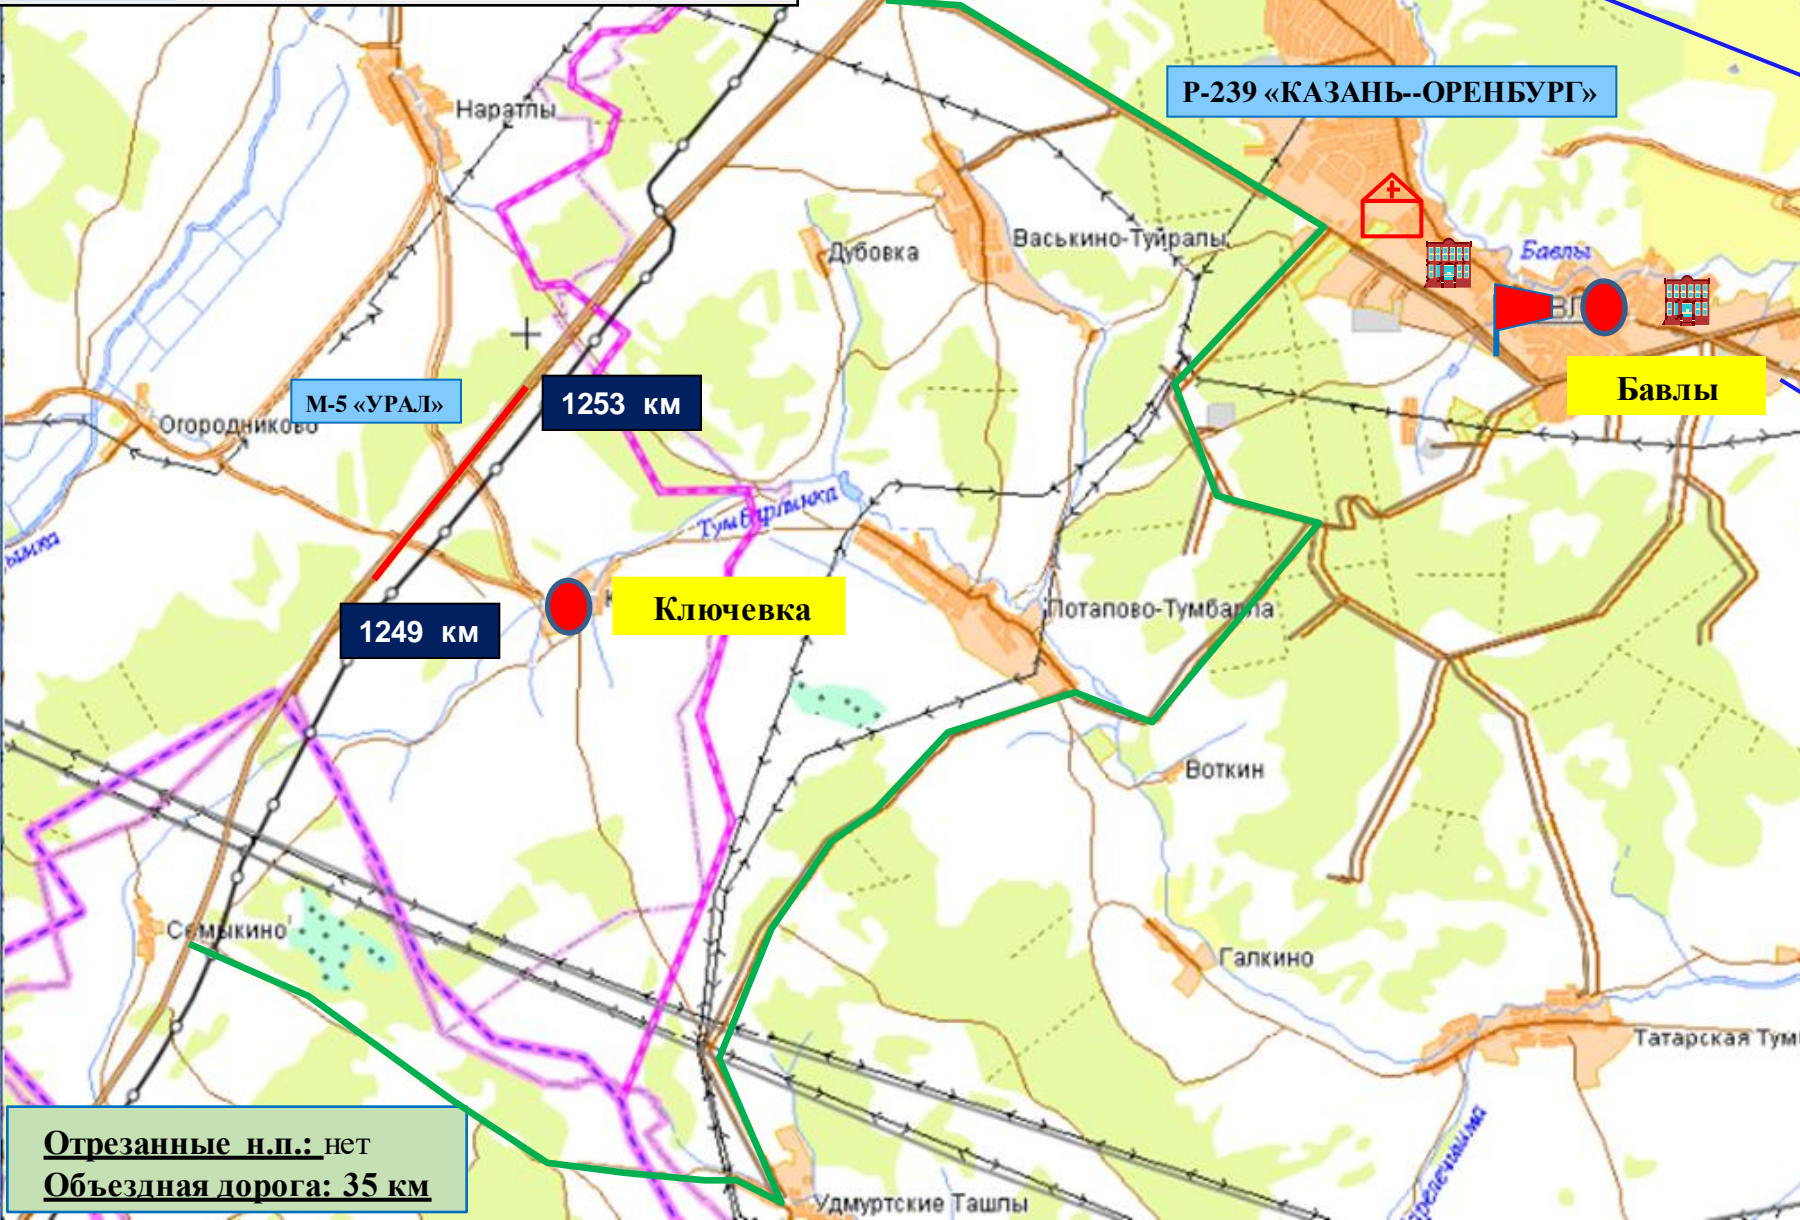 Р-239 «КАЗАНЬ--ОРЕНБУРГ»
Наратлы
Васькино-Туйралы
Дубовка
Бавлы
М-5 «УРАЛ»
1253 км
Бавлы
Огородниково
Тумбарлинка
Ключевка
Потапово-Тумбарла
1249 км
Воткин
Семыкино
Галкино
Татарская Тумб
Отрезанные н.п.: нет
Объездная дорога: 35 км
Удмуртские Ташлы